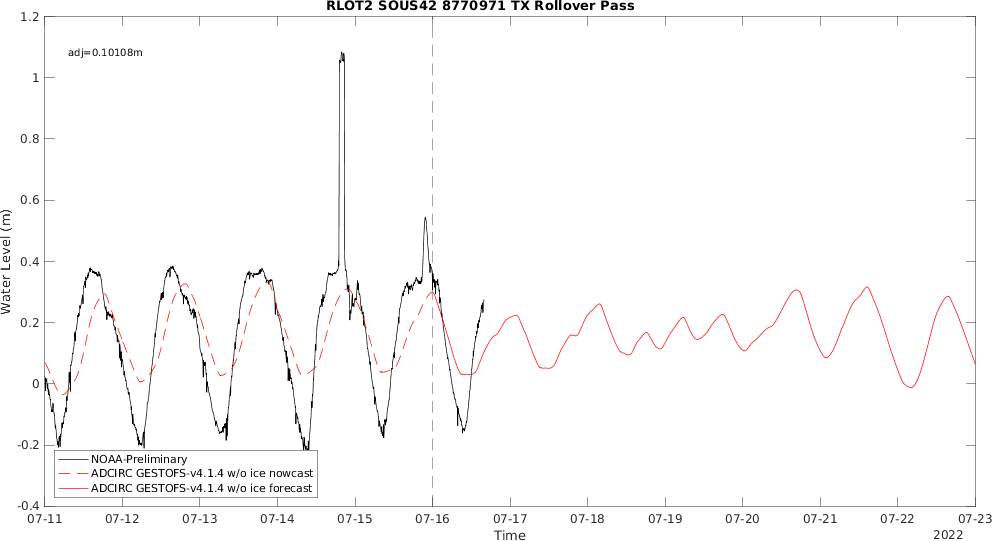 RLOT2 SOUS42 8770971 TX Rollover Pass
adj=0.10108m
1.2
1
0.8
0.6
0.4
0.2
0
-0.2
-0.4
Water Level (m)
NOAA-Preliminary
ADCIRC GESTOFS-v4.1.4 w/o ice nowcast
ADCIRC GESTOFS-v4.1.4 w/o ice forecast
07-11 07-12 07-13 07-14 07-15 07-16 07-17 07-18 07-19 07-20 07-21 07-22 07-23
Time
2022